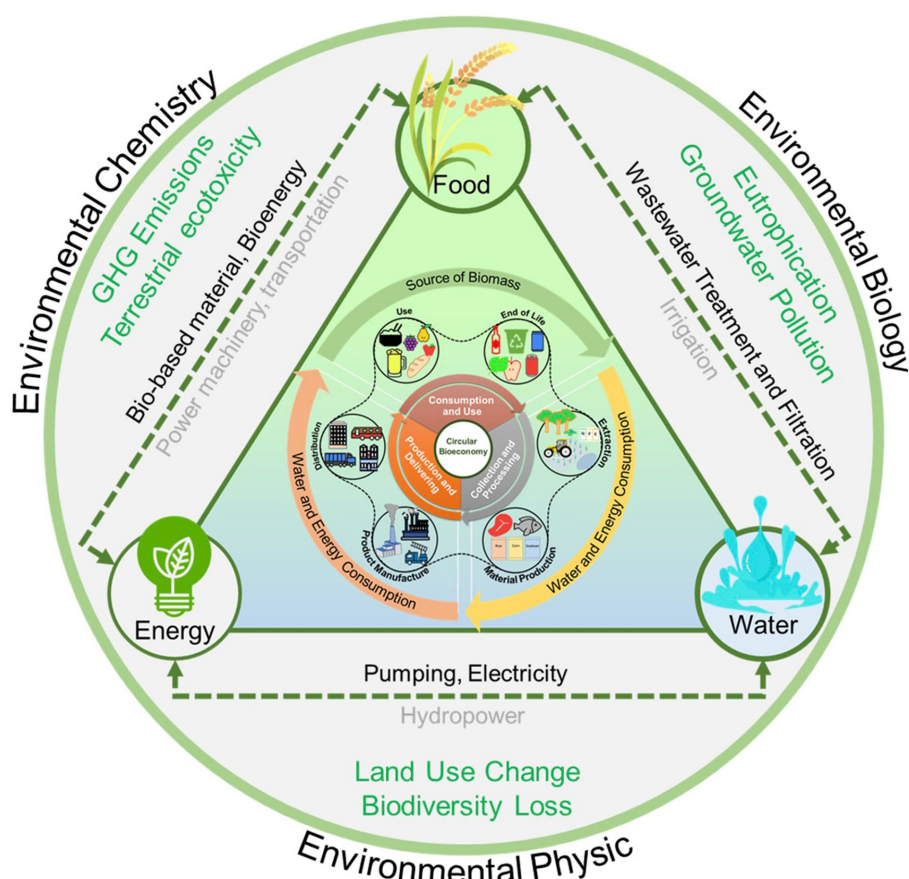 Environmental Chemistry
GHG Emissions
Terrestrial ecotoxicity
Bio-based material, Bioenergy
Power machinery, transportation
Food
Environmental Biology
Eutrophication
Groundwater Pollution
Wastewater Treatment and Filtration
Irrigation
Source of Biomass
Use
End of Life
Consumption
and Use
Circular
Bioeconomy
Production and
Delivering
Collection and
Processing
Distribution
Extraction
Product Manufacture
Material Production
Water and Energy Consumption
Water and Energy Consumption
Energy
Water
Pumping, Electricity
Hydropower
Land Use Change
Biodiversity Loss
Environmental Physic